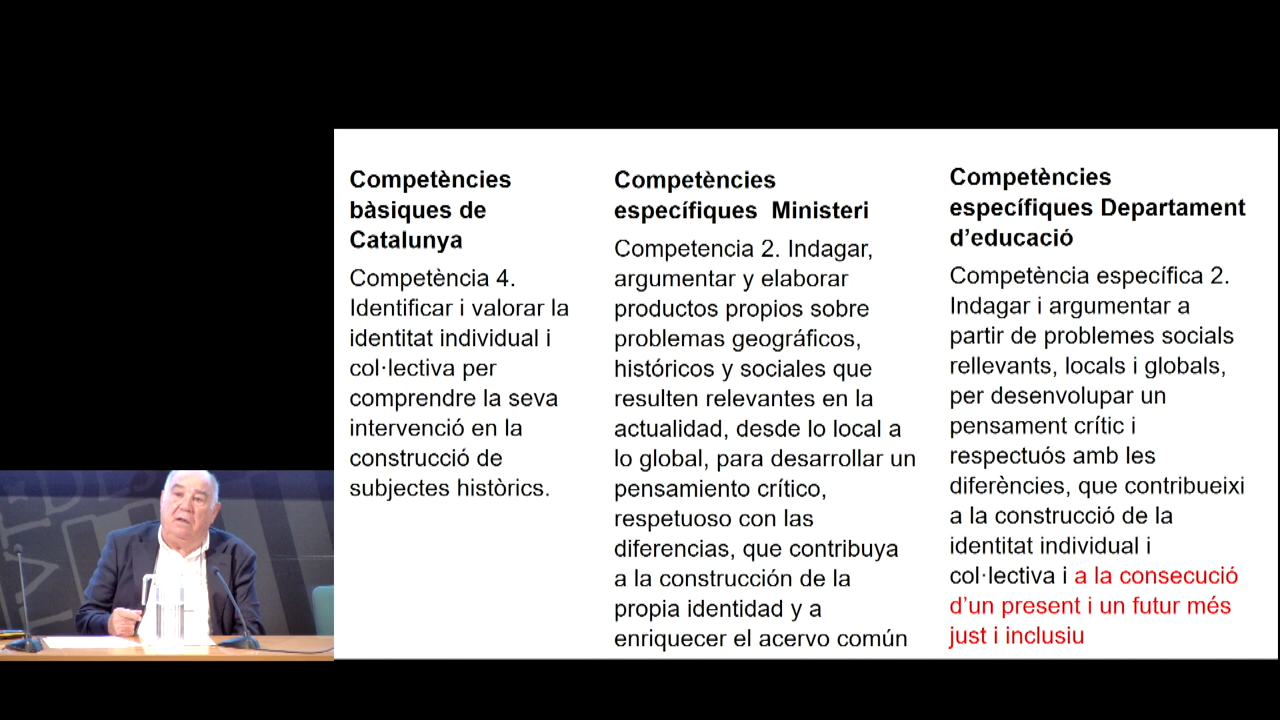 Competències
bàsiques de
Catalunya
Competència 4.
Identificar i valorar la
identitat individual i
col·lectiva per
comprendre la seva
intervenció en la
construcció de
subjectes històrics.
Competències
específiques Ministeri
Competencia 2. Indagar,
argumentar y elaborar
productos propios sobre
problemas geográficos,
históricos y sociales que
resulten relevantes en la
actualidad, desde lo local a
lo global, para desarrollar un
pensamiento crítico,
respetuoso con las
diferencias, que contribuya
a la construcción de la
propia identidad y a
enriquecer el acervo común
Competències
específiques Departament
d’educació
Competència específica 2.
Indagar i argumentar a
partir de problemes socials
rellevants, locals i globals,
per desenvolupar un
pensament crític i
respectuós amb les
diferències, que contribueixi
a la construcció de la
identitat individual i
col·lectiva i a la consecució
d’un present i un futur més
just i inclusiu